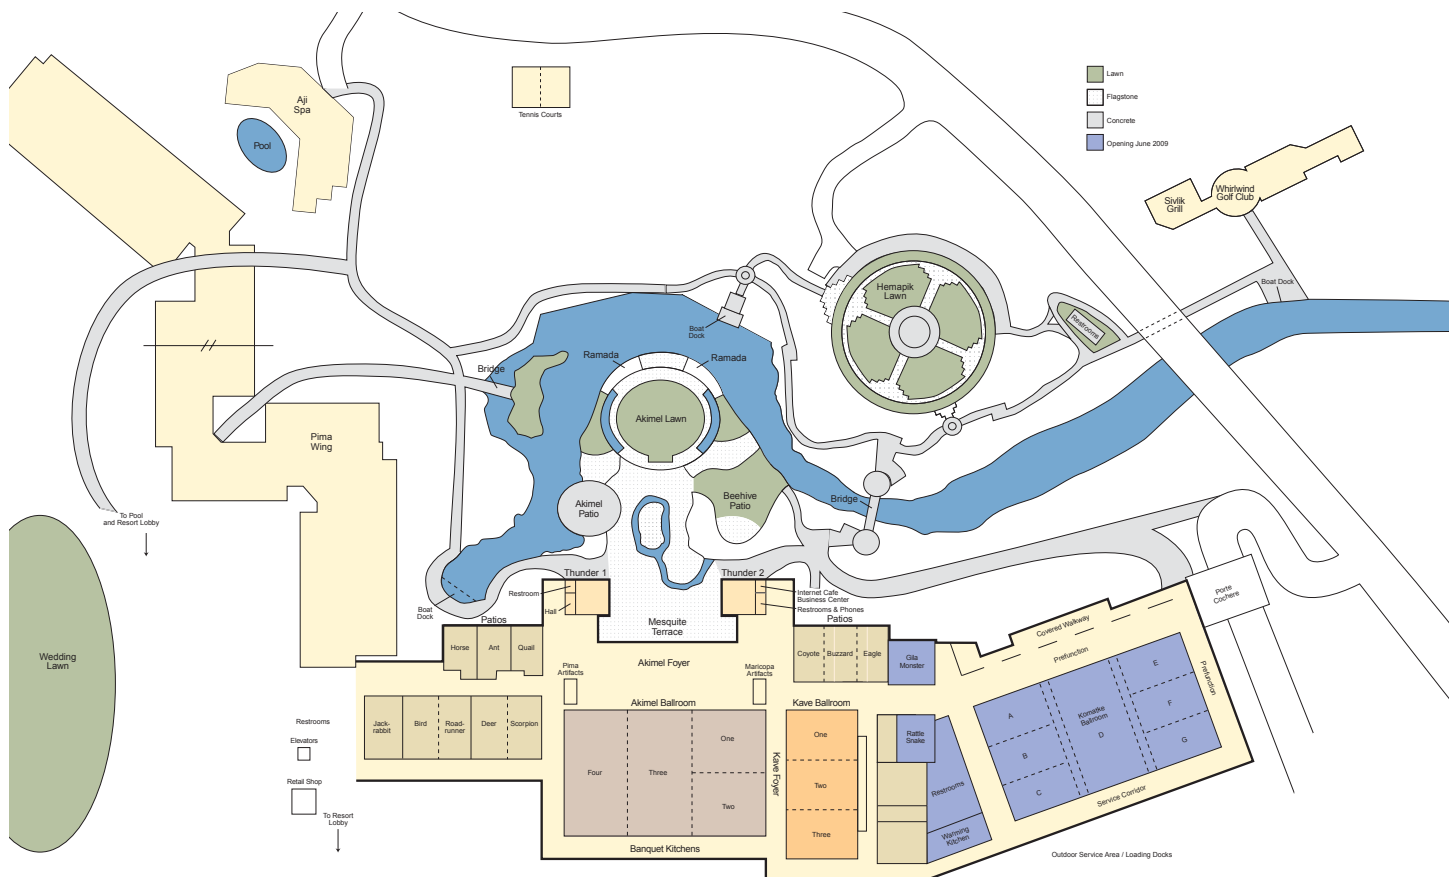 Aji
Spa
Pool
Tennis Courts
Lawn
Flagstone
Concrete
Opening June 2009
Whirlwind
Golf Club
Sivlik
Grill
Boat Dock
Hemapik
Lawn
Restrooms
Boat
Dock
Ramada
Ramada
Bridge
Akimel Lawn
Pima
Wing
Beehive
Patio
Akimel
Patio
Bridge
To Pool
and Resort Lobby
Thunder 1
Thunder 2
Restroom
Hall
Internet Cafe
Business Center
Restrooms & Phones
Boat
Dock
Patios
Mesquite
Terrace
Patios
Porte
Cochere
Covered Walkway
Prefunction
Prefunction
Wedding
Lawn
Horse
Ant
Quail
Akimel Foyer
Pima
Artifacts
Maricopa
Artifacts
Coyote
Buzzard
Eagle
Glia
Monster
Akimel Ballroom
Kave Ballroom
Jack-
rabbit
Bird
Road-
runner
Deer
Scorpion
Four
Three
One
Two
Kave Foyer
One
Two
Three
Rattle
Snake
Restrooms
Warming
Kitchen
A
B
C
Komatke
Ballroom
D
E
F
G
Service Corridor
Restrooms
Elevators
Retail Shop
To Resort
Lobby
Banquet Kitchens
Outdoor Service Area / Loading Docks